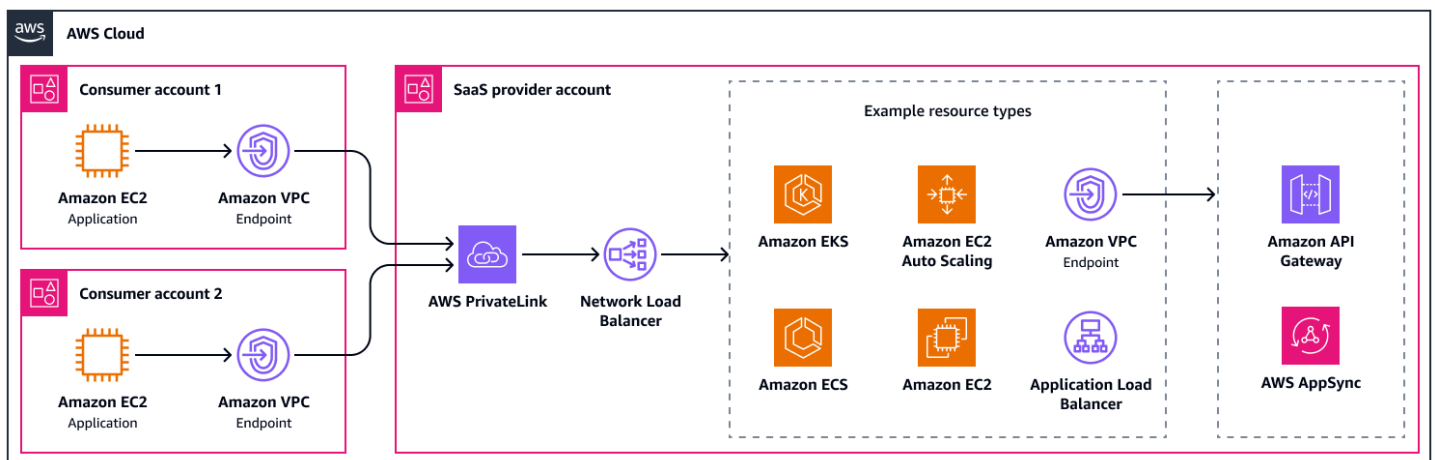 aws
AWS Cloud
Consumer account 1
Amazon EC2
Application
Amazon VPC
Endpoint
Consumer account 2
Amazon EC2
Application
Amazon VPC
Endpoint
SaaS provider account
AWS PrivateLink
Network Load
Balancer
Example resource types
K
Amazon EKS
Amazon EC2
Auto Scaling
Amazon VPC
Endpoint
Amazon ECS
Amazon EC2
Application Load
Balancer
</>
Amazon API
Gateway
AWS AppSync